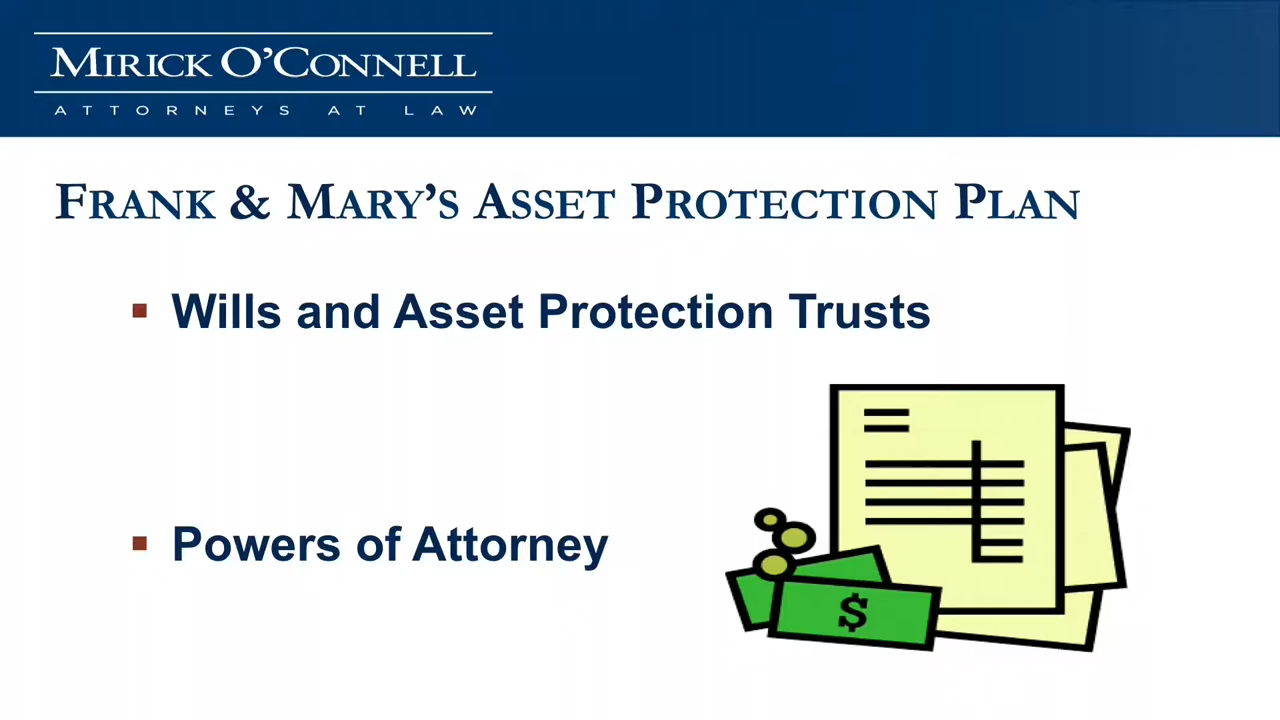 MIRICK O'CONNELL
ATTORNEYS AT LAW
FRANK & MARY'S ASSET PROTECTION PLAN
▪ Wills and Asset Protection Trusts
▪ Powers of Attorney
$